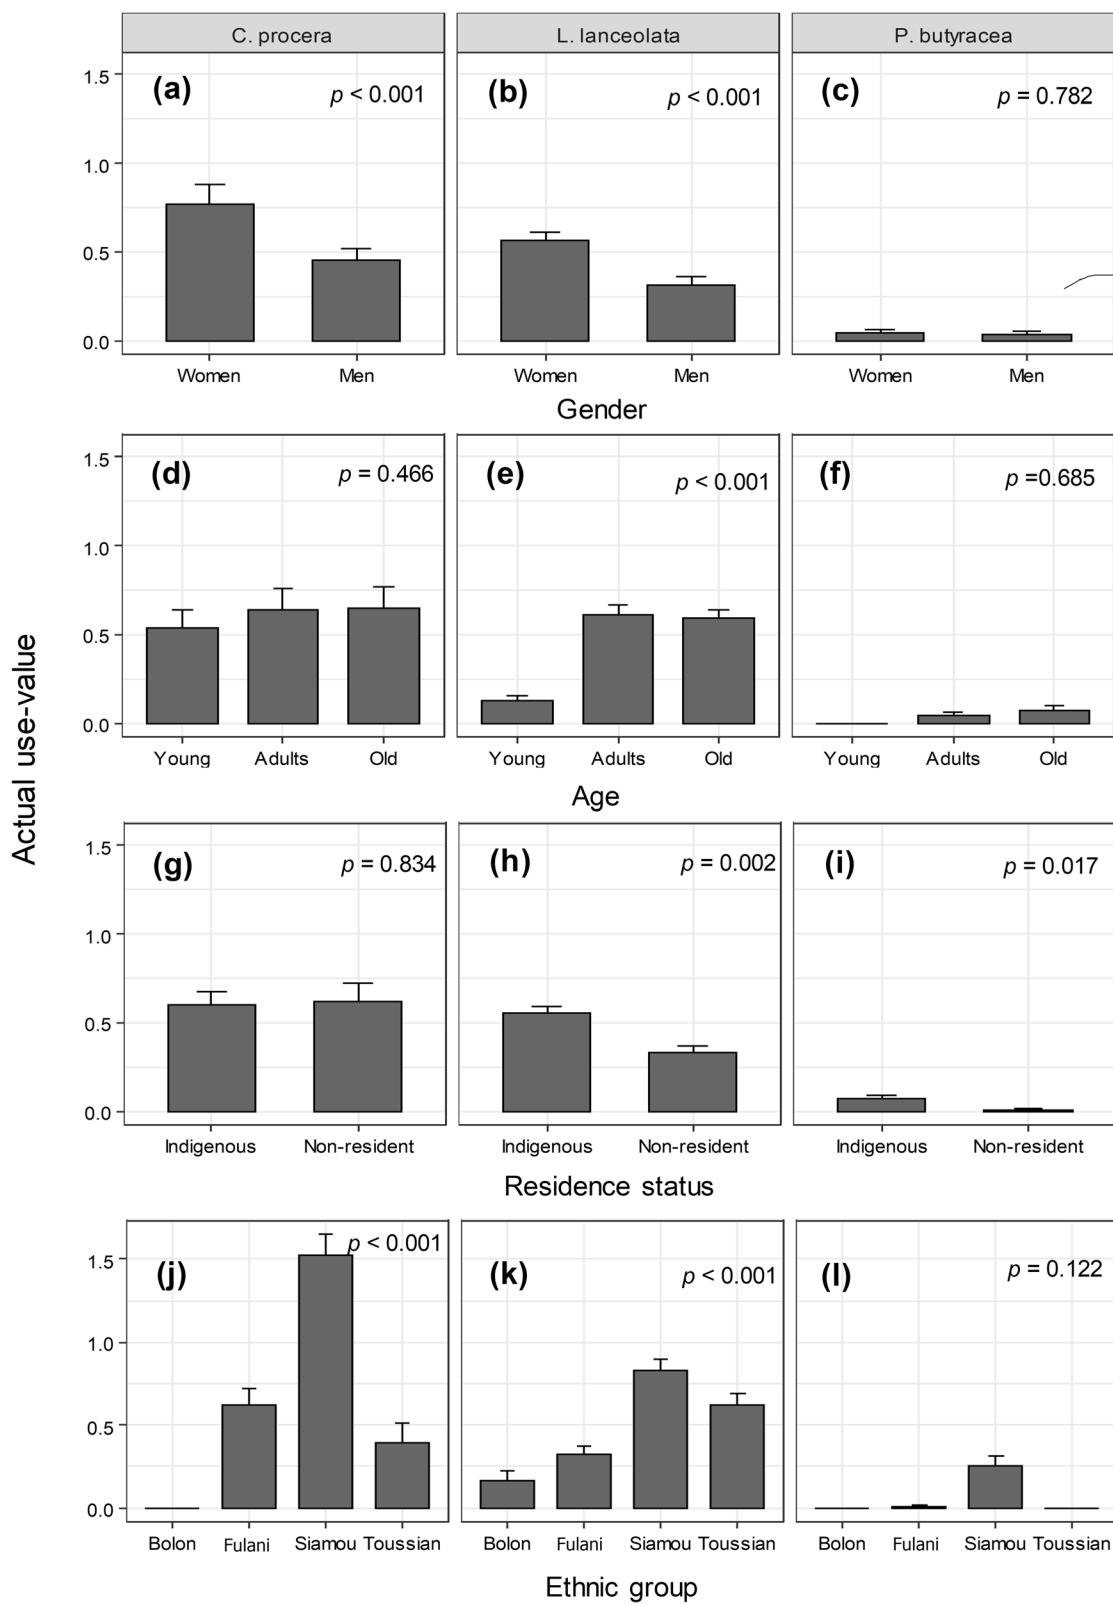 C. procera L. lanceolata P. butyracea
(a) p < 0.001 (b) p < 0.001 (c) p = 0.782
1.5
1.0
0.5
0.0
Women Men Women Men Women Men
Gender
(d) p = 0.466 (e) p < 0.001 (f) p =0.685
1.5
1.0
0.5
0.0
Young Adults Old Young Adults Old Young Adults Old
Age
Actual use-value
(g) p = 0.834 (h) p = 0.002 (i) p = 0.017
1.5
1.0
0.5
0.0
Indigenous Non-resident Indigenous Non-resident Indigenous Non-resident
Residence status
(j) p < 0.001 (k) p < 0.001 (l) p = 0.122
1.5
1.0
0.5
0.0
Bolon Fulani Siamou Toussian Bolon Fulani Siamou Toussian Bolon Fulani Siamou Toussian
Ethnic group